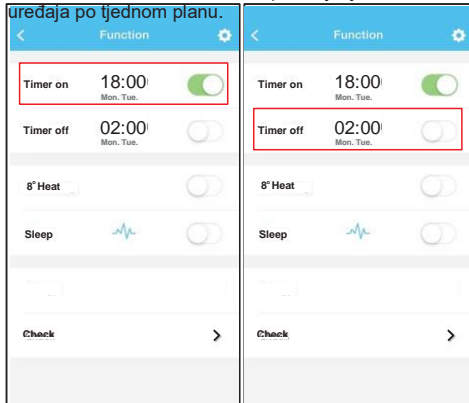 uređaja po tjednom planu.
Function
Timer on 18:00
Mon. Tue.
Timer off 02:00
Mon. Tue.
8° Heat
Sleep
Check
Function
Timer on 18:00
Mon. Tue.
Timer off 02:00
Mon. Tue.
8° Heat
Sleep
Check